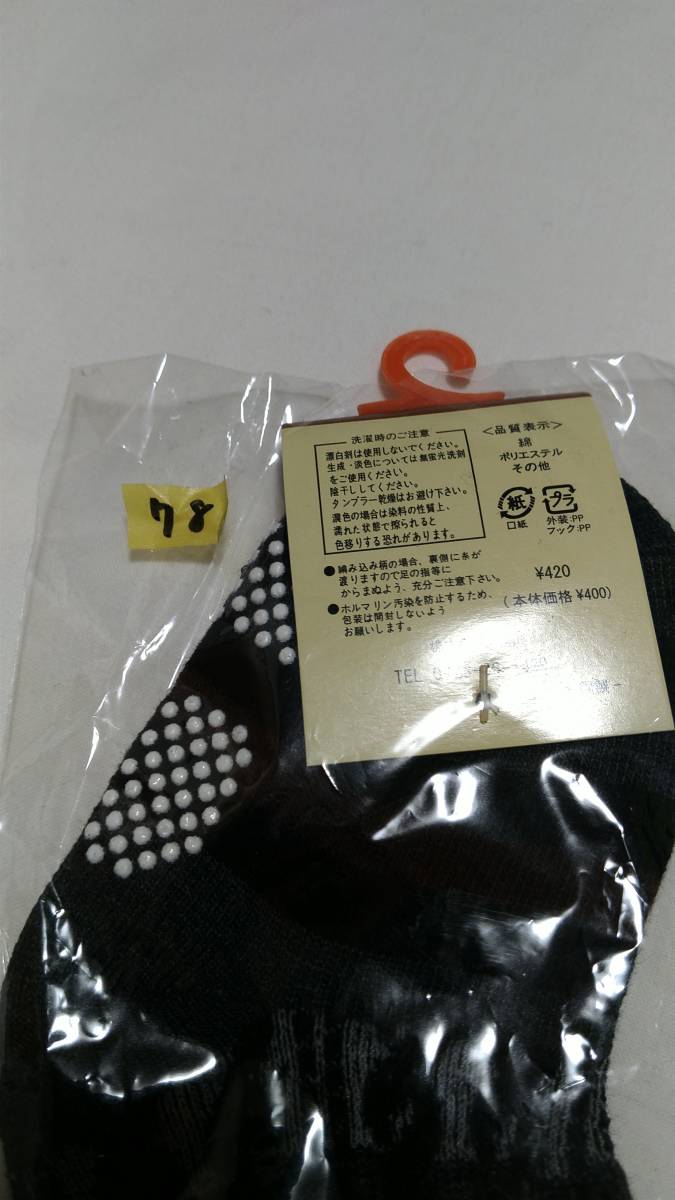 78
洗濯時のご注意
漂白剤は使用しないでください。
生成・淡色については無蛍光洗剤
をご使用ください。
陰干ししてください。
タンブラー乾燥はお避け下さい。
濃色の場合は染料の性質上、
濡れた状態で擦られると
色移りする恐れがあります。
●編み込み柄の場合、裏側に糸が
渡りますので足の指等に
からまぬよう、充分ご注意下さい。
●ホルマリン汚染を防止するため、
包装は開封しないよう
お願いします。
<品質表示>
綿
ポリエステル
その他
紙
口紙
プラ
外装:PP
フック:PP
¥420
(本体価格¥400)
TEL